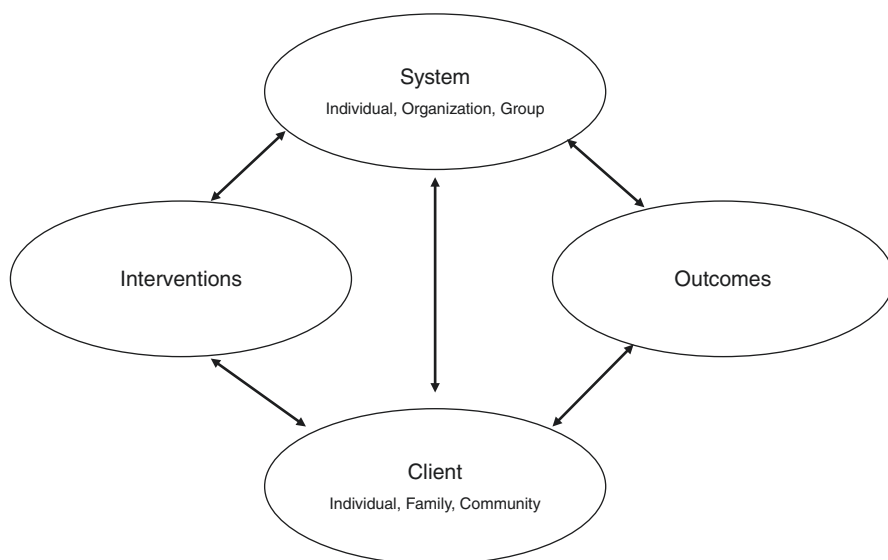 System
Individual, Organization, Group
Interventions
Outcomes
Client
Individual, Family, Community